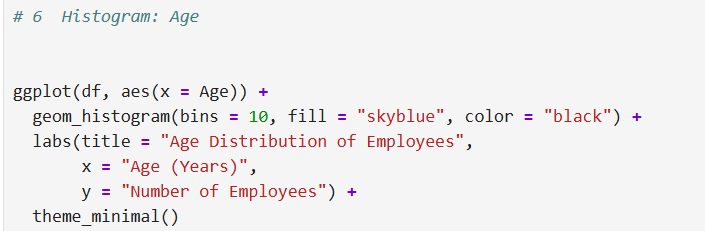 # 6  Histogram: Age
ggplot(df, aes(x = Age)) +
  geom_histogram(bins = 10, fill = "skyblue", color = "black") +
  labs(title = "Age Distribution of Employees",
       x = "Age (Years)",
       y = "Number of Employees") +
  theme_minimal()